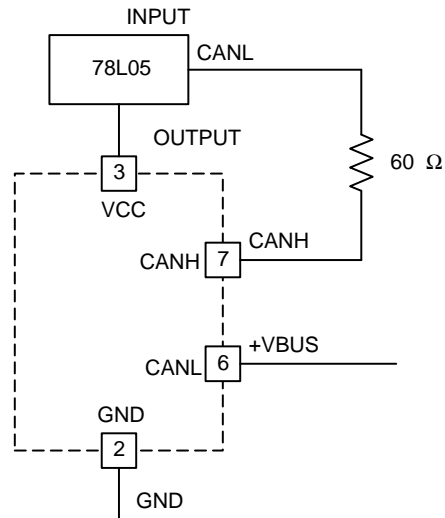 INPUT
78L05
CANL
OUTPUT
3
VCC
60 Ω
CANH
7
CANH
CANL
6
+VBUS
GND
2
GND